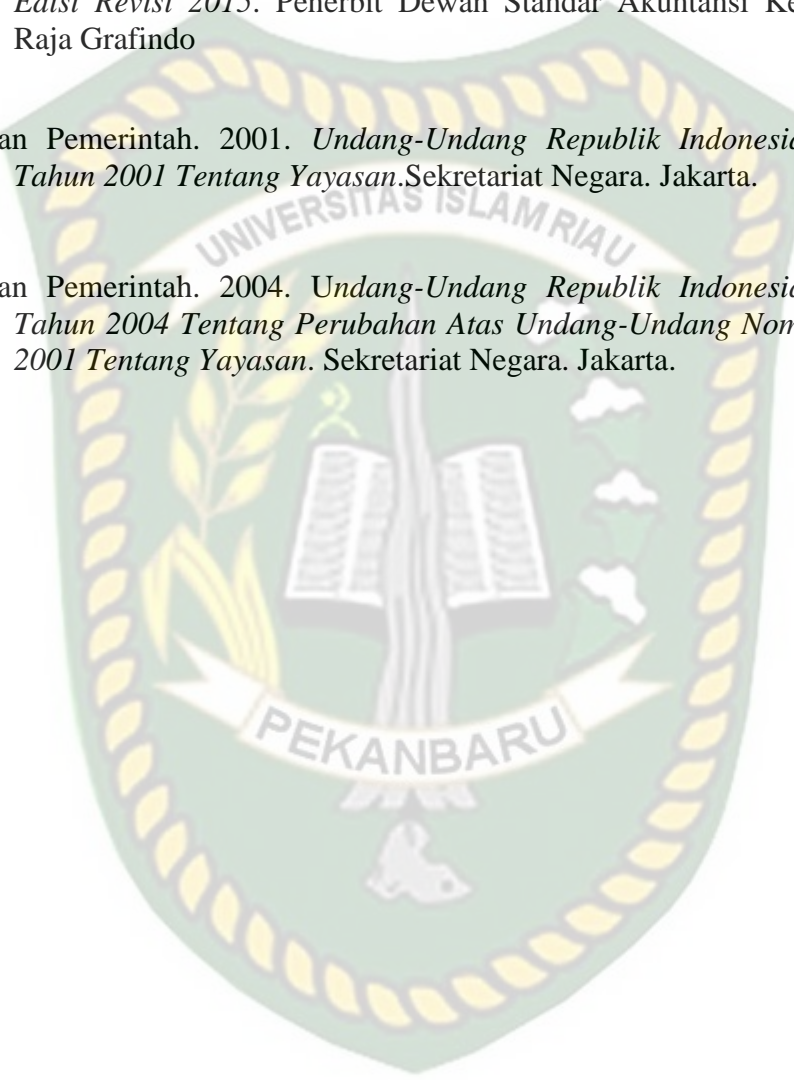 Edisi Revisi 2015. Penerbit Dewan Standar Akuntansi Ke
Raja Grafindo
an Pemerintah. 2001. Undang-Undang Republik Indonesia
Tahun 2001 Tentang Yayasan.Sekretariat Negara. Jakarta.
UNIVERSITAS ISLAM RIAU
an Pemerintah. 2004. Undang-Undang Republik Indonesia
Tahun 2004 Tentang Perubahan Atas Undang-Undang Nom
2001 Tentang Yayasan. Sekretariat Negara. Jakarta.
PEKANBARU